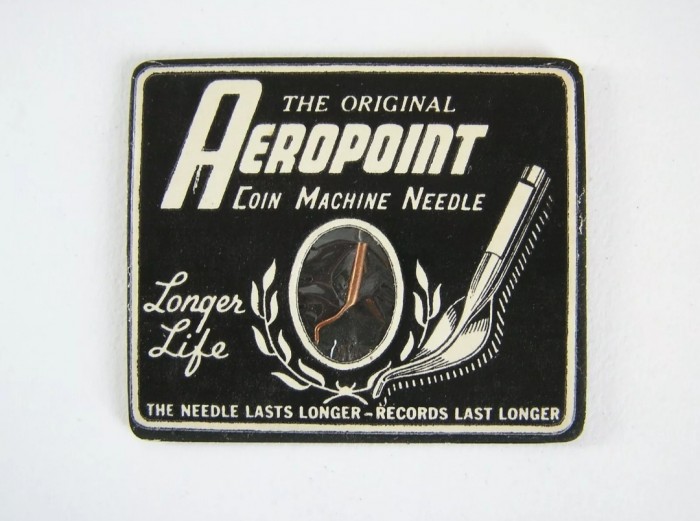 THE ORIGINAL
AEROPOINT
COIN MACHINE NEEDLE
Longer
Life
THE NEEDLE LASTS LONGER - RECORDS LAST LONGER